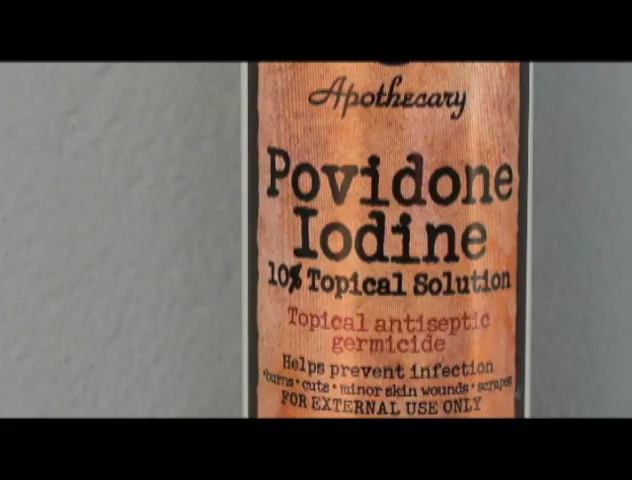 Apothecary
Povidone
Iodine
10% Topical Solution
Topical antiseptic
germicide
Helps prevent infection
burns • cuts • minor skin wounds • scrapes
FOR EXTERNAL USE ONLY